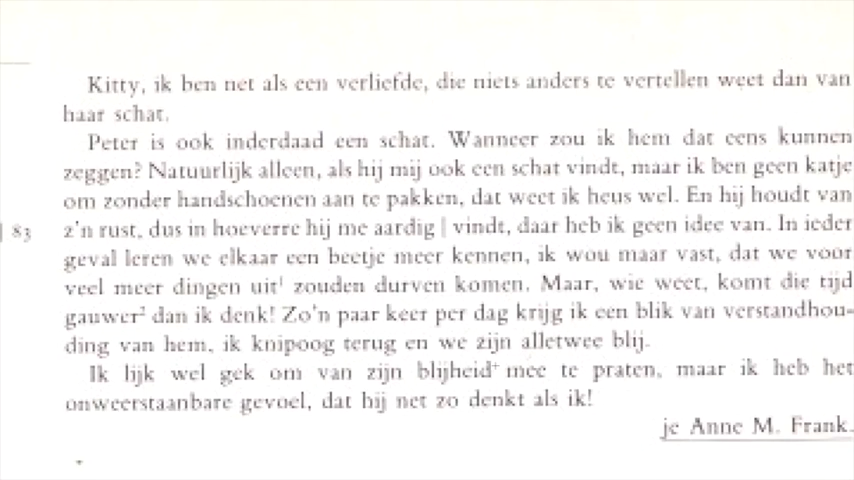 Kitty, ik ben net als een verliefde, die niets anders te vertellen weet dan van
haar schat.
Peter is ook inderdaad een schat. Wanneer zou ik hem dat eens kunnen
zeggen? Natuurlijk alleen, als hij mij ook een schat vindt, maar ik ben geen katje
om zonder handschoenen aan te pakken, dat weet ik heus wel. En hij houdt van
| 83 z'n rust, dus in hoeverre hij me aardig | vindt, daar heb ik geen idee van. In ieder
geval leren we elkaar een beetje meer kennen, ik wou maar vast, dat we voor
veel meer dingen uit¹ zouden durven komen. Maar, wie weet, komt die tijd
gauwer² dan ik denk! Zo'n paar keer per dag krijg ik een blik van verstandhou-
ding van hem, ik knipoog terug en we zijn alletwee blij.
Ik lijk wel gek om van zijn blijheid⁺ mee te praten, maar ik heb het
onweerstaanbare gevoel, dat hij net zo denkt als ik!
je Anne M. Frank.